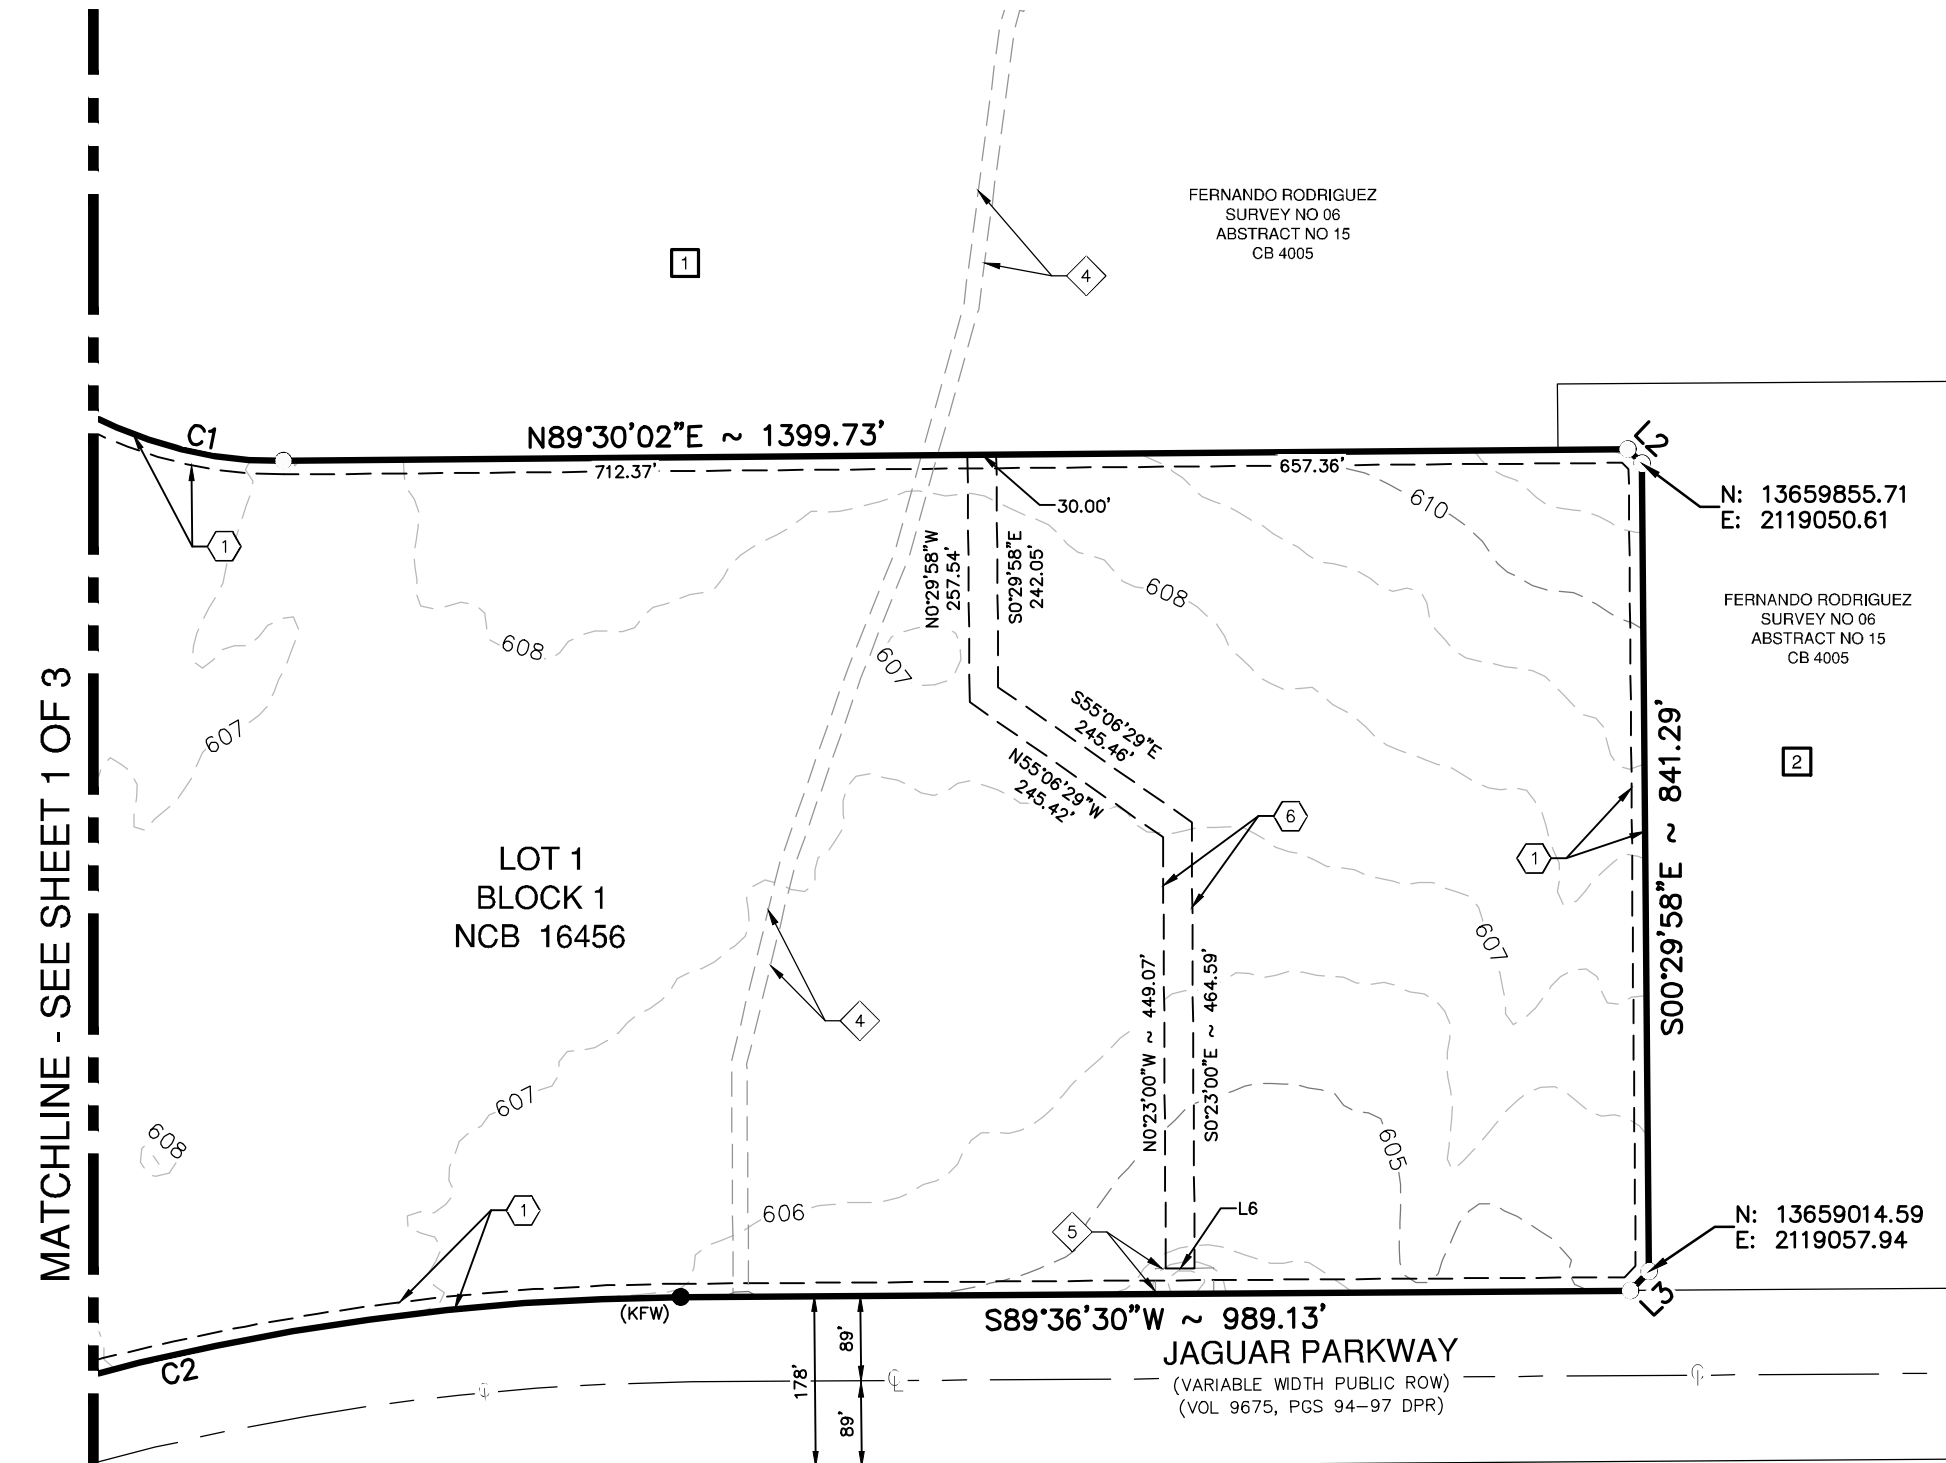 FERNANDO RODRIGUEZ
SURVEY NO 06
ABSTRACT NO 15
CB 4005
1
4
C1
N89°30'02"E ~ 1399.73'
L2
712.37'
657.36'
30.00'
610
N: 13659855.71
E: 2119050.61
1
N0°29'58"W
257.54'
S0°29'58"E
242.05'
608
608
607
607
FERNANDO RODRIGUEZ
SURVEY NO 06
ABSTRACT NO 15
CB 4005
MATCHLINE - SEE SHEET 1 OF 3
S55°06'29"E
245.46'
N55°06'29"W
245.42'
S00°29'58"E ~ 841.29'
2
6
1
LOT 1
BLOCK 1
NCB 16456
607
4
N0°23'00"W ~ 449.07'
S0°23'00"E ~ 464.59'
607
608
605
1
606
5
L6
N: 13659014.59
E: 2119057.94
L3
(KFW)
S89°36'30"W ~ 989.13'
C2
JAGUAR PARKWAY
(VARIABLE WIDTH PUBLIC ROW)
(VOL 9675, PGS 94-97 DPR)
178'
89'
89'